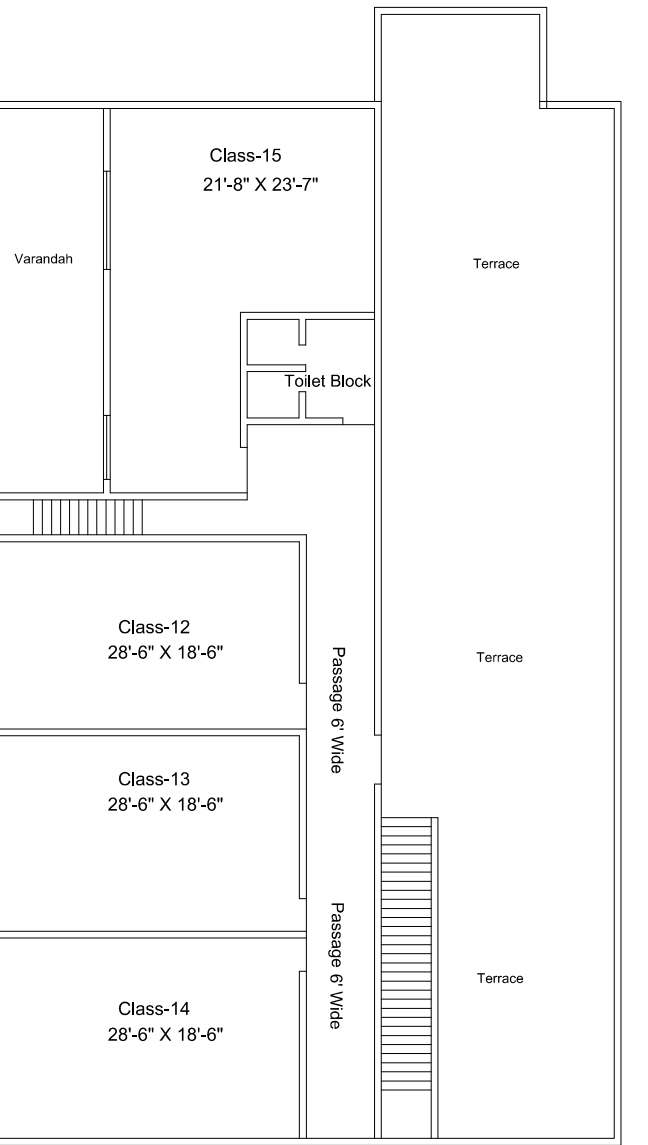 Class-15
21'-8" X 23'-7"
Varandah
Terrace
Toilet Block
Class-12
28'-6" X 18'-6"
Passage 6' Wide
Terrace
Class-13
28'-6" X 18'-6"
Passage 6' Wide
Terrace
Class-14
28'-6" X 18'-6"